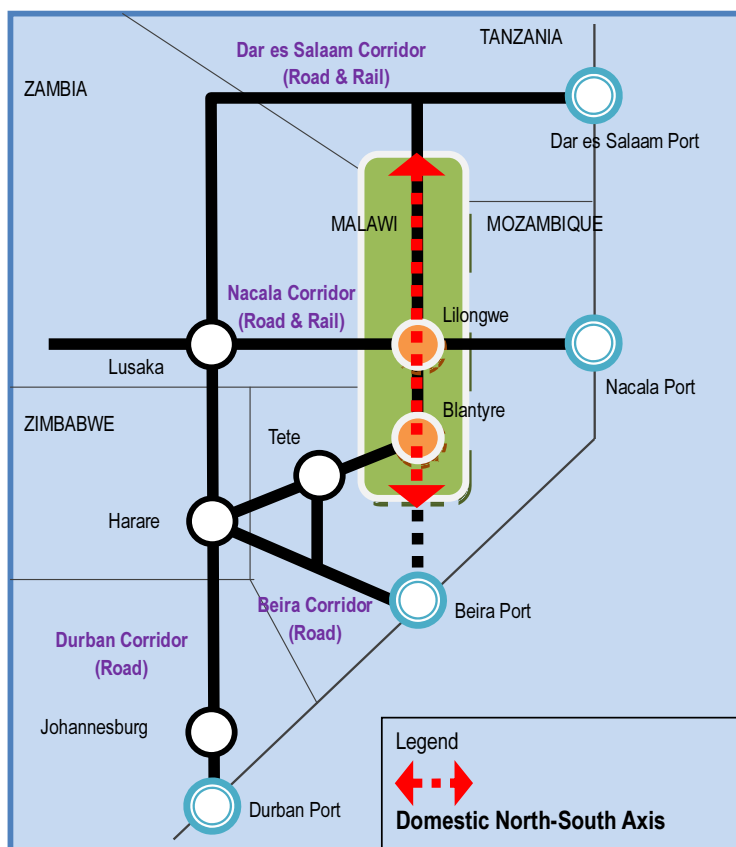 TANZANIA
Dar es Salaam Corridor
(Road & Rail)
ZAMBIA
Dar es Salaam Port
MALAWI
MOZAMBIQUE
Nacala Corridor
(Road & Rail)
Lilongwe
Lusaka
Nacala Port
Blantyre
ZIMBABWE
Tete
Harare
Beira Corridor
(Road)
Beira Port
Durban Corridor
(Road)
Johannesburg
Durban Port
Legend
Domestic North-South Axis